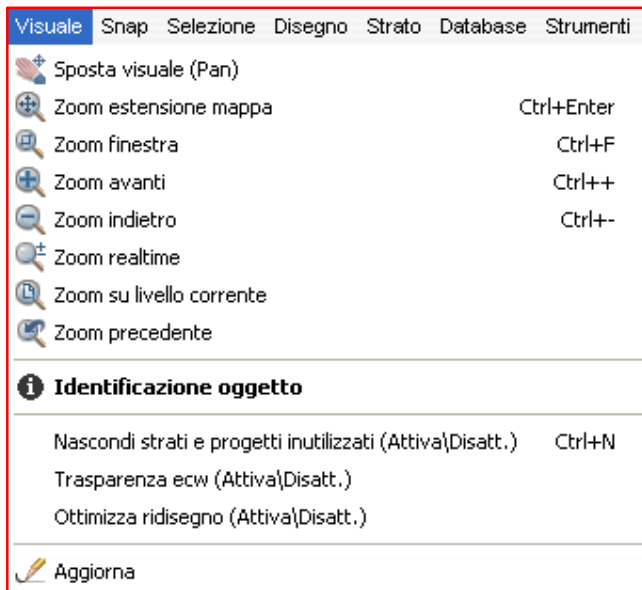 Visuale Snap Selezione Disegno Strato Database Strumenti
Sposta visuale (Pan)
Zoom estensione mappa Ctrl+Enter
Zoom finestra Ctrl+F
Zoom avanti Ctrl++
Zoom indietro Ctrl+-
Zoom realtime
Zoom su livello corrente
Zoom precedente
Identificazione oggetto
Nascondi strati e progetti inutilizzati (Attiva\Disatt.) Ctrl+N
Trasparenza ecw (Attiva\Disatt.)
Ottimizza ridisegno (Attiva\Disatt.)
Aggiorna